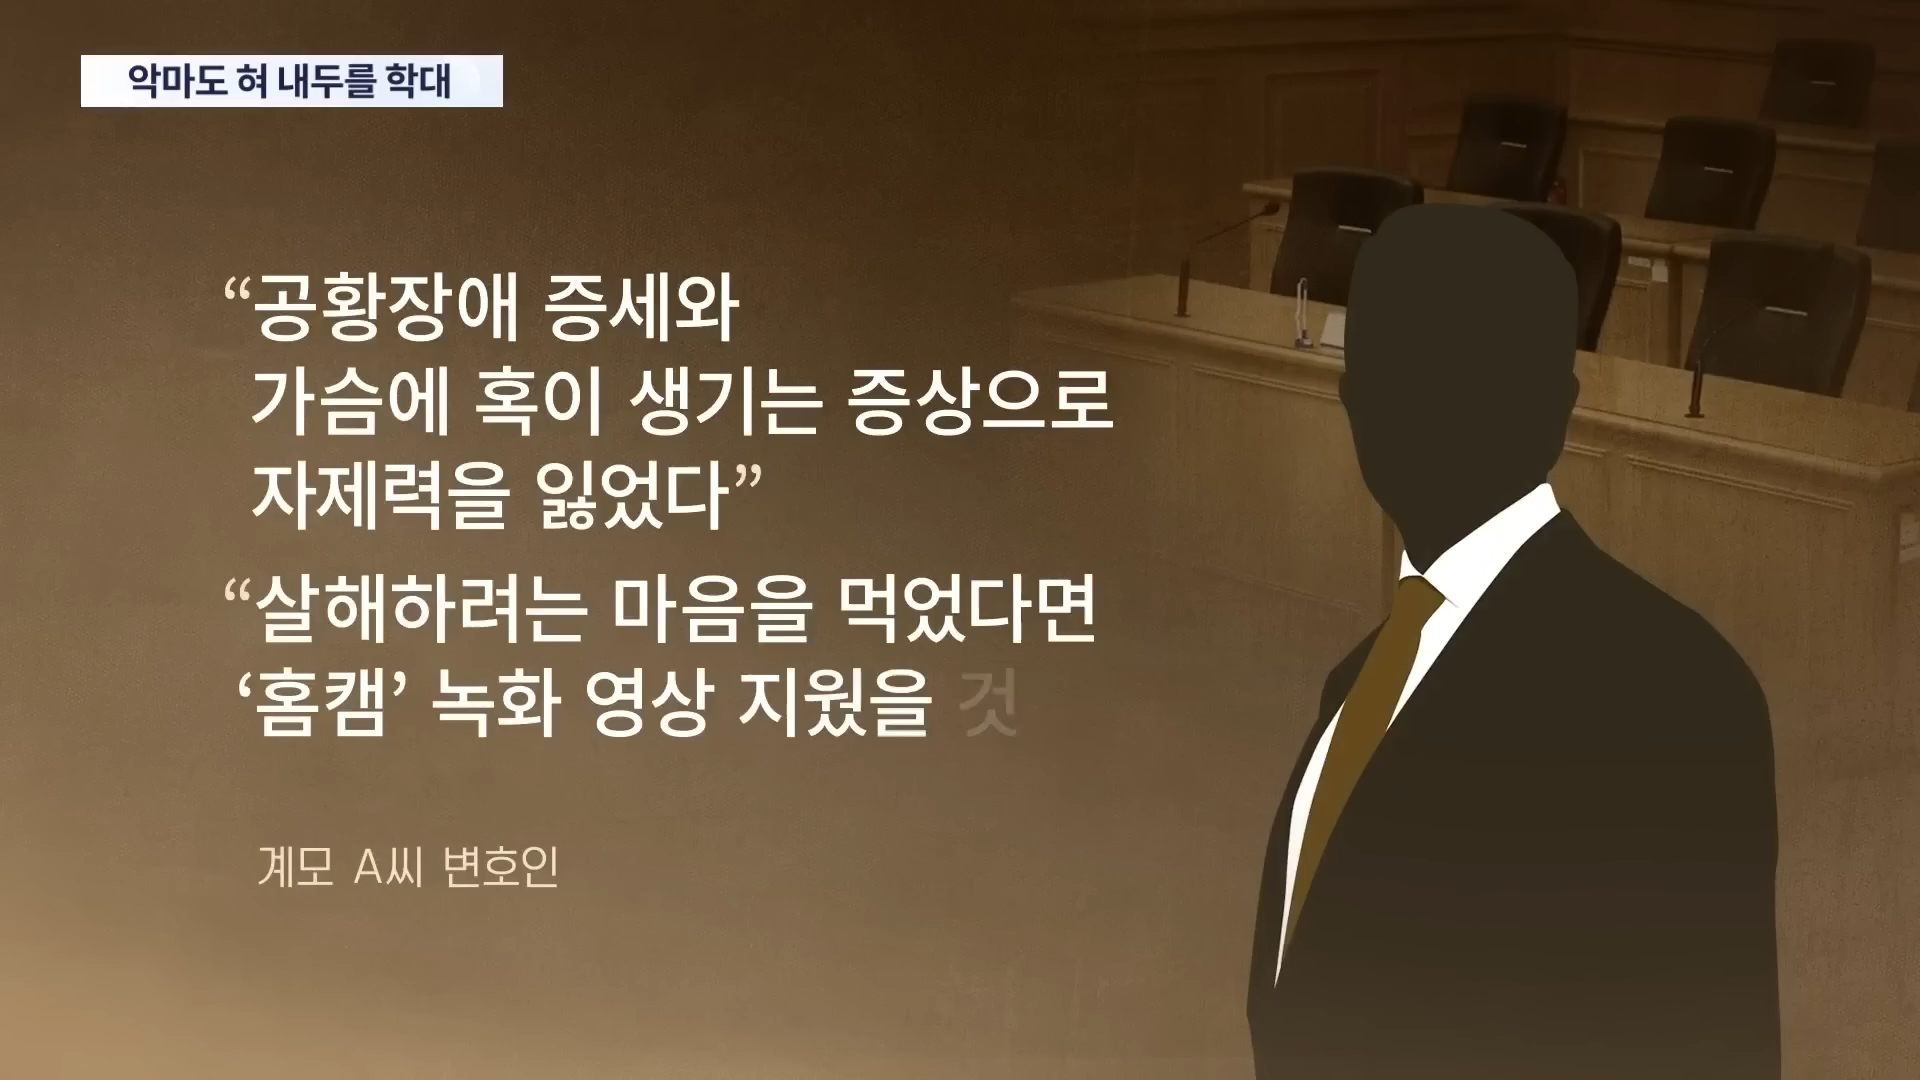 악마도 혀 내두를 학대
“공황장애 증세와
가슴에 혹이 생기는 증상으로
자제력을 잃었다”
“살해하려는 마음을 먹었다면
‘홈캠’ 녹화 영상 지웠을 것
계모 A씨 변호인